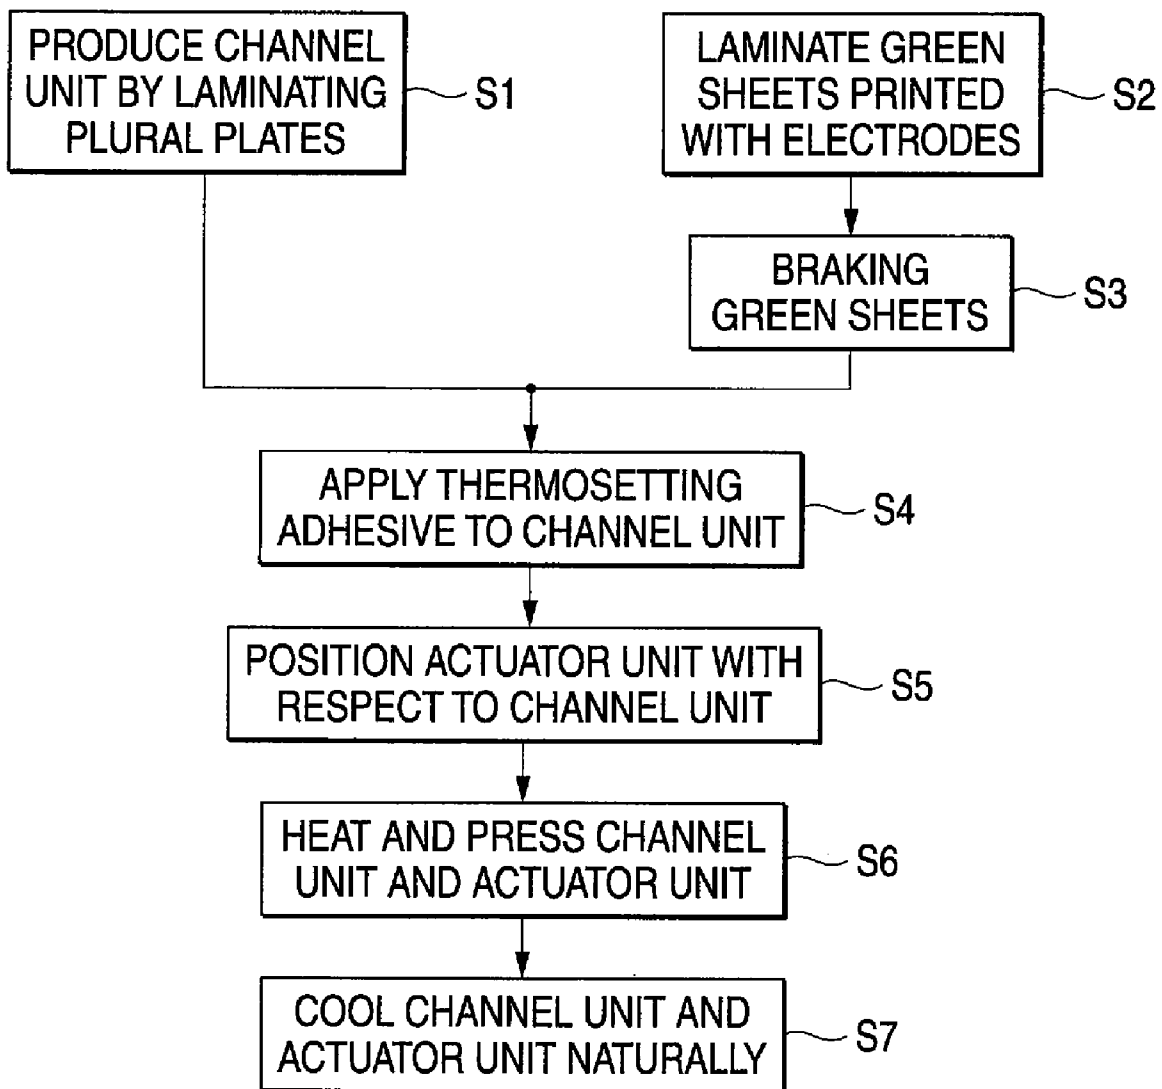 PRODUCE CHANNEL
UNIT BY LAMINATING
PLURAL PLATES
S1
LAMINATE GREEN
SHEETS PRINTED
WITH ELECTRODES
S2
BRAKING
GREEN SHEETS
S3
APPLY THERMOSETTING
ADHESIVE TO CHANNEL UNIT
S4
POSITION ACTUATOR UNIT WITH
RESPECT TO CHANNEL UNIT
S5
HEAT AND PRESS CHANNEL
UNIT AND ACTUATOR UNIT
S6
COOL CHANNEL UNIT AND
ACTUATOR UNIT NATURALLY
S7